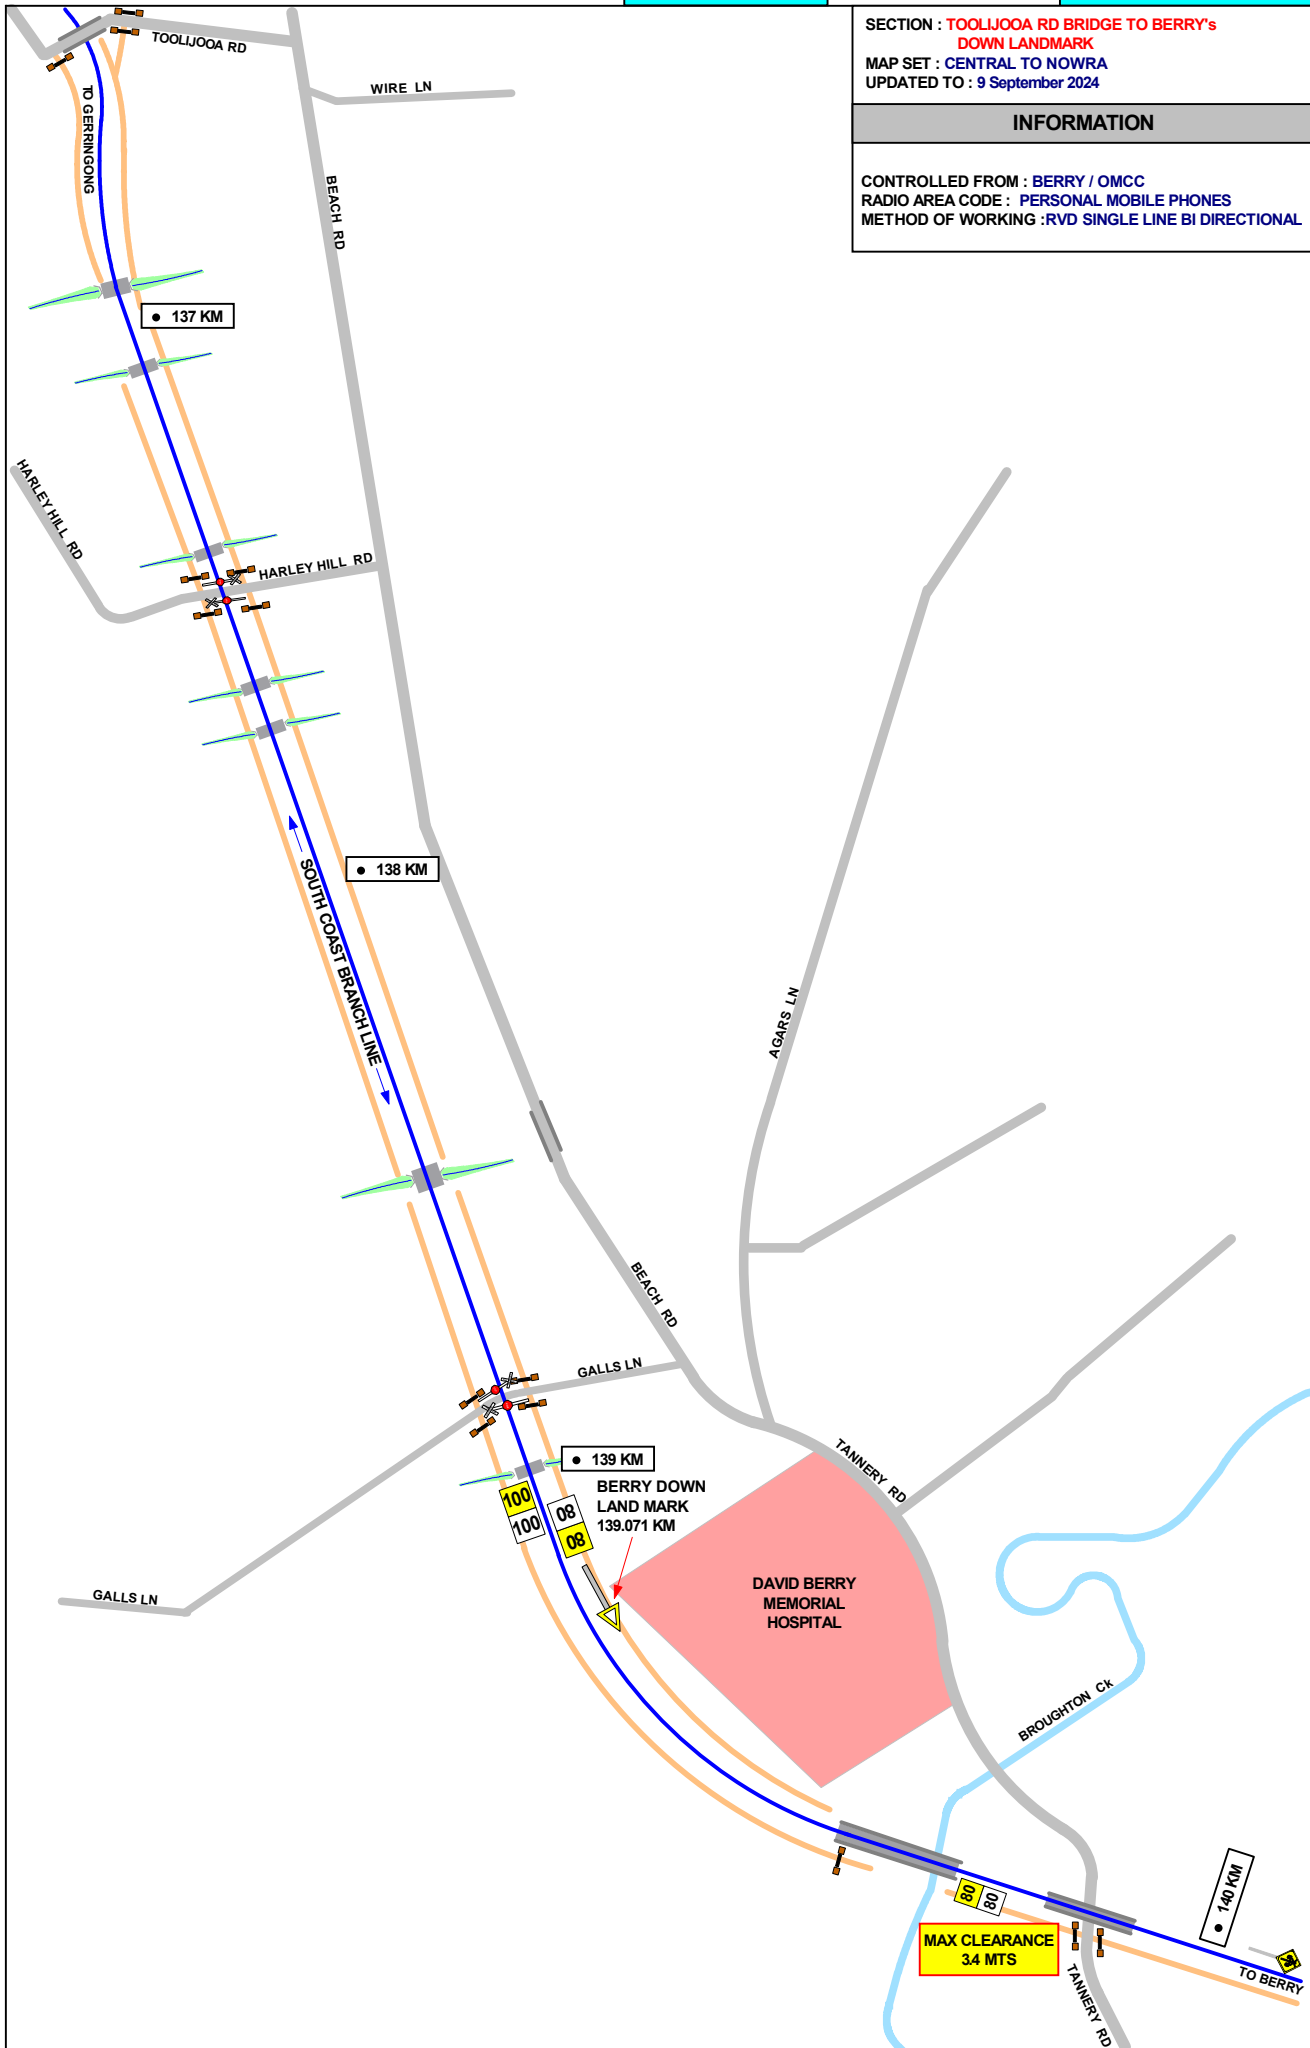 SECTION : TOOLIJOOA RD BRIDGE TO BERRY's
DOWN LANDMARK
MAP SET : CENTRAL TO NOWRA
UPDATED TO : 9 September 2024
INFORMATION
CONTROLLED FROM : BERRY / OMCC
RADIO AREA CODE : PERSONAL MOBILE PHONES
METHOD OF WORKING :RVD SINGLE LINE BI DIRECTIONAL
TOOLIJOOA RD
WIRE LN
TO GERRINGONG
BEACH RD
137 KM
HARLEY HILL RD
HARLEY HILL RD
138 KM
SOUTH COAST BRANCH LINE
AGARS LN
BEACH RD
GALLS LN
139 KM
TANNERY RD
BERRY DOWN
LAND MARK
139.071 KM
100
100
80
80
DAVID BERRY
MEMORIAL
HOSPITAL
GALLS LN
BROUGHTON Ck
140 KM
80
80
MAX CLEARANCE
3.4 MTS
TO BERRY
TANNERY RD